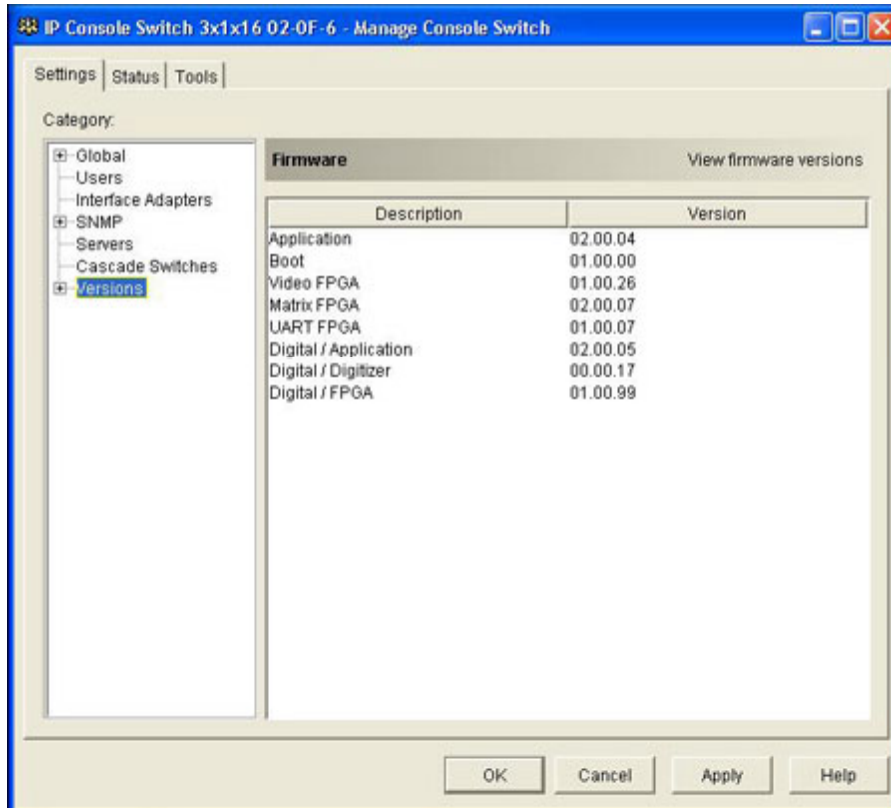 IP Console Switch 3x1x16 02-0F-6 - Manage Console Switch
Settings Status Tools
Category:
Global
Users
Interface Adapters
SNMP
Servers
Cascade Switches
Versions
Firmware View firmware versions
Description Version
Application 02.00.04
Boot 01.00.00
Video FPGA 01.00.26
Matrix FPGA 02.00.07
UART FPGA 01.00.07
Digital / Application 02.00.05
Digital / Digitizer 00.00.17
Digital / FPGA 01.00.99
OK Cancel Apply Help